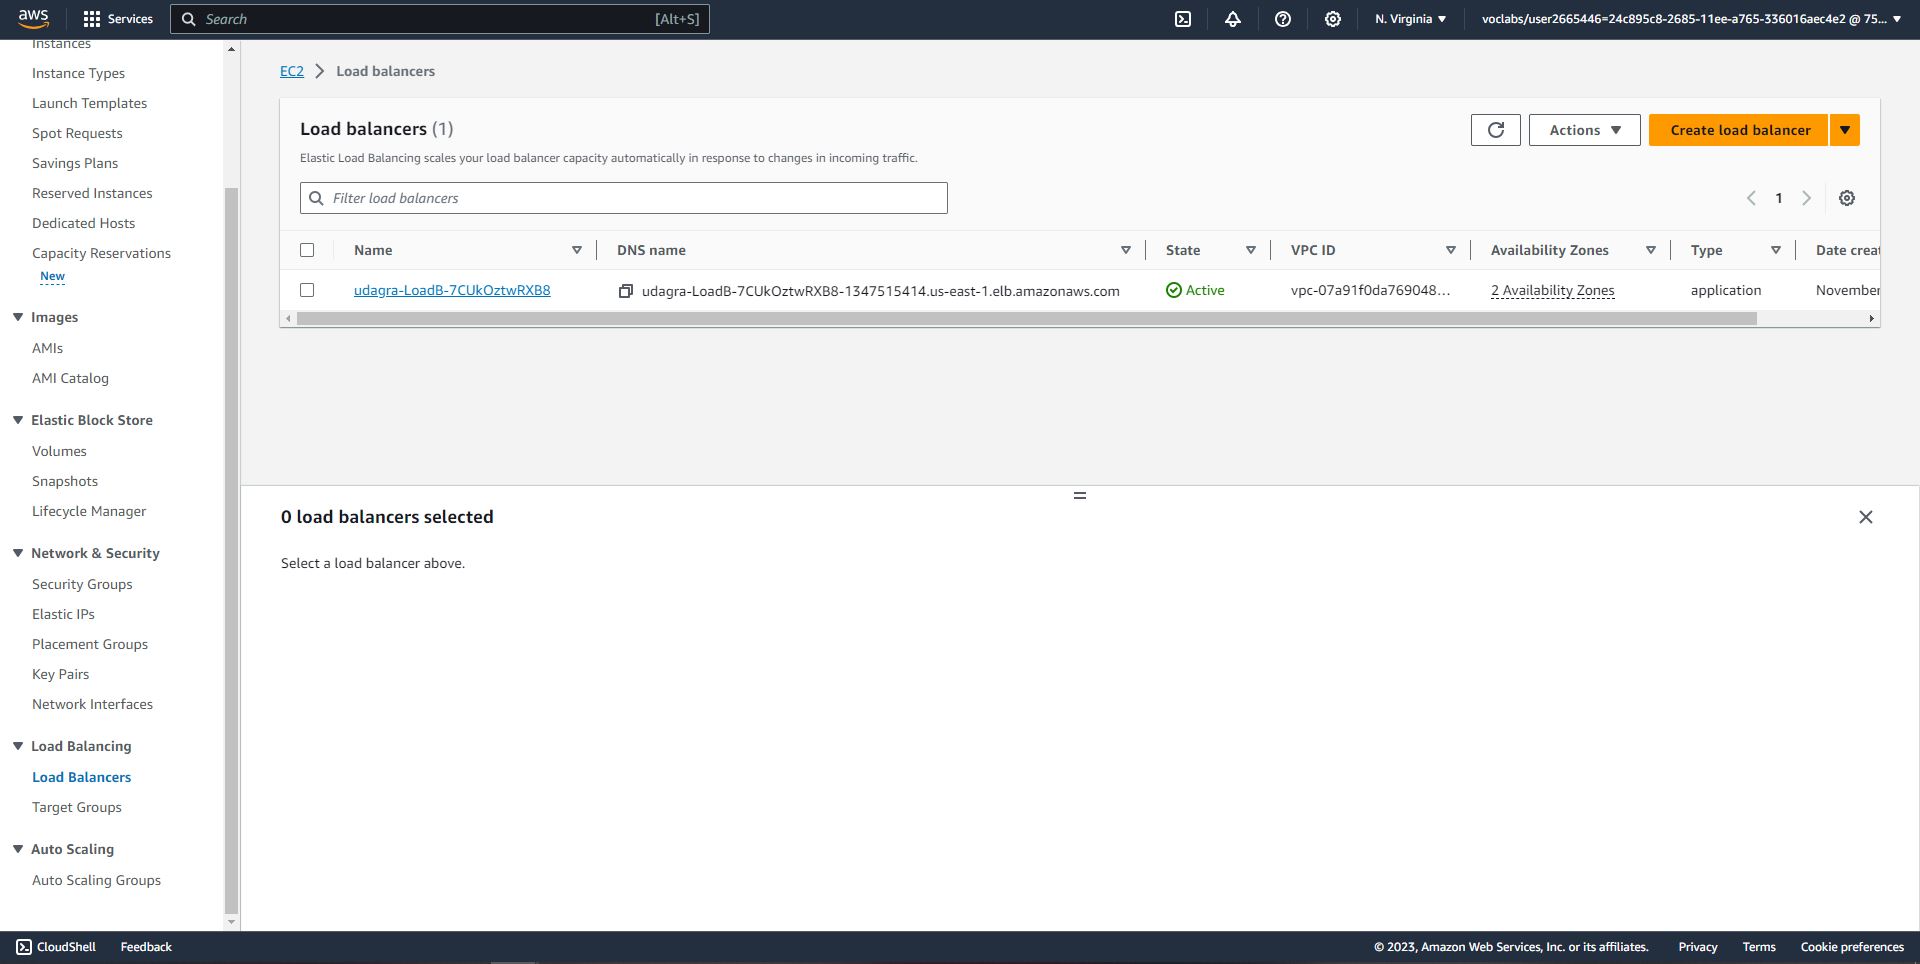 aws
Services
Search
[Alt+S]
N. Virginia
voclabs/user2665446=24c895c8-2685-11ee-a765-336016aec4e2 @ 75...
Instances
Instance Types
Launch Templates
Spot Requests
Savings Plans
Reserved Instances
Dedicated Hosts
Capacity Reservations
New
Images
AMIs
AMI Catalog
Elastic Block Store
Volumes
Snapshots
Lifecycle Manager
Network & Security
Security Groups
Elastic IPs
Placement Groups
Key Pairs
Network Interfaces
Load Balancing
Load Balancers
Target Groups
Auto Scaling
Auto Scaling Groups
EC2 > Load balancers
Load balancers (1)
Elastic Load Balancing scales your load balancer capacity automatically in response to changes in incoming traffic.
Actions
Create load balancer
Filter load balancers
1
Name DNS name State VPC ID Availability Zones Type Date creat
udagra-LoadB-7CUkOztwRXB8 udagra-LoadB-7CUkOztwRXB8-1347515414.us-east-1.elb.amazonaws.com Active vpc-07a91f0da769048... 2 Availability Zones application November
0 load balancers selected
Select a load balancer above.
CloudShell
Feedback
© 2023, Amazon Web Services, Inc. or its affiliates.
Privacy
Terms
Cookie preferences